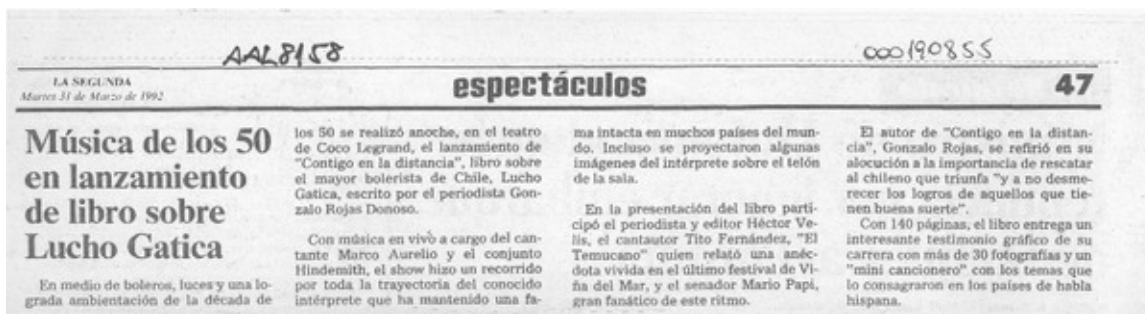 AAL8158
000190855
LA SEGUNDA
Martes 31 de Marzo de 1992
espectáculos
47
Música de los 50
en lanzamiento
de libro sobre
Lucho Gatica
En medio de boleros, luces y una lo-
grada ambientación de la década de
los 50 se realizó anoche, en el teatro
de Coco Legrand, el lanzamiento de
"Contigo en la distancia", libro sobre
el mayor bolerista de Chile, Lucho
Gatica, escrito por el periodista Gon-
zalo Rojas Donoso.
Con música en vivo a cargo del can-
tante Marco Aurelio y el conjunto
Hindemith, el show hizo un recorrido
por toda la trayectoria del conocido
intérprete que ha mantenido una fa-
ma intacta en muchos países del mun-
do. Incluso se proyectaron algunas
imágenes del intérprete sobre el telón
de la sala.
En la presentación del libro parti-
cipó el periodista y editor Héctor Ve-
lis, el cantautor Tito Fernández, "El
Temucano" quien relató una anéc-
dota vivida en el último festival de Vi-
ña del Mar, y el senador Mario Papi,
gran fanático de este ritmo.
El autor de "Contigo en la distan-
cia", Gonzalo Rojas, se refirió en su
alocución a la importancia de rescatar
al chileno que triunfa "y a no desme-
recer los logros de aquellos que tie-
nen buena suerte".
Con 140 páginas, el libro entrega un
interesante testimonio gráfico de su
carrera con más de 30 fotografías y un
"mini cancionero" con los temas que
lo consagraron en los países de habla
hispana.